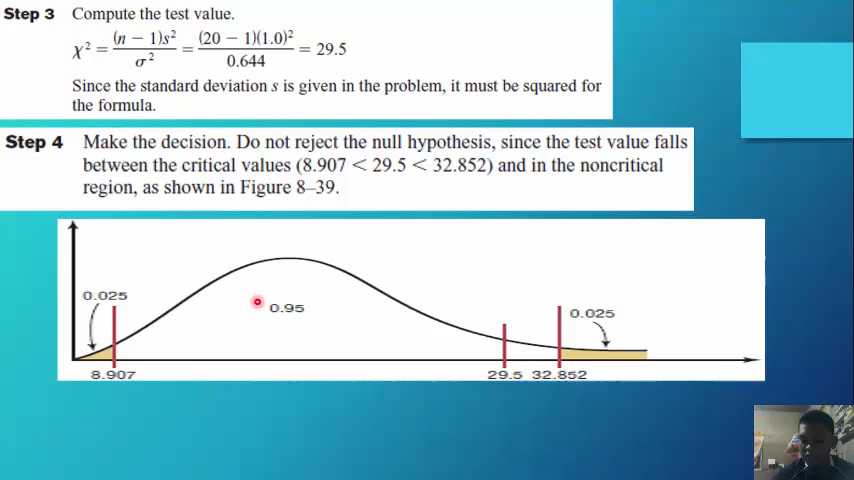 Step 3 Compute the test value.
χ² = (n − 1)s² / σ² = (20 − 1)(1.0)² / 0.644 = 29.5
Since the standard deviation s is given in the problem, it must be squared for
the formula.
Step 4 Make the decision. Do not reject the null hypothesis, since the test value falls
between the critical values (8.907 < 29.5 < 32.852) and in the noncritical
region, as shown in Figure 8–39.
0.025
0.95
0.025
8.907
29.5
32.852